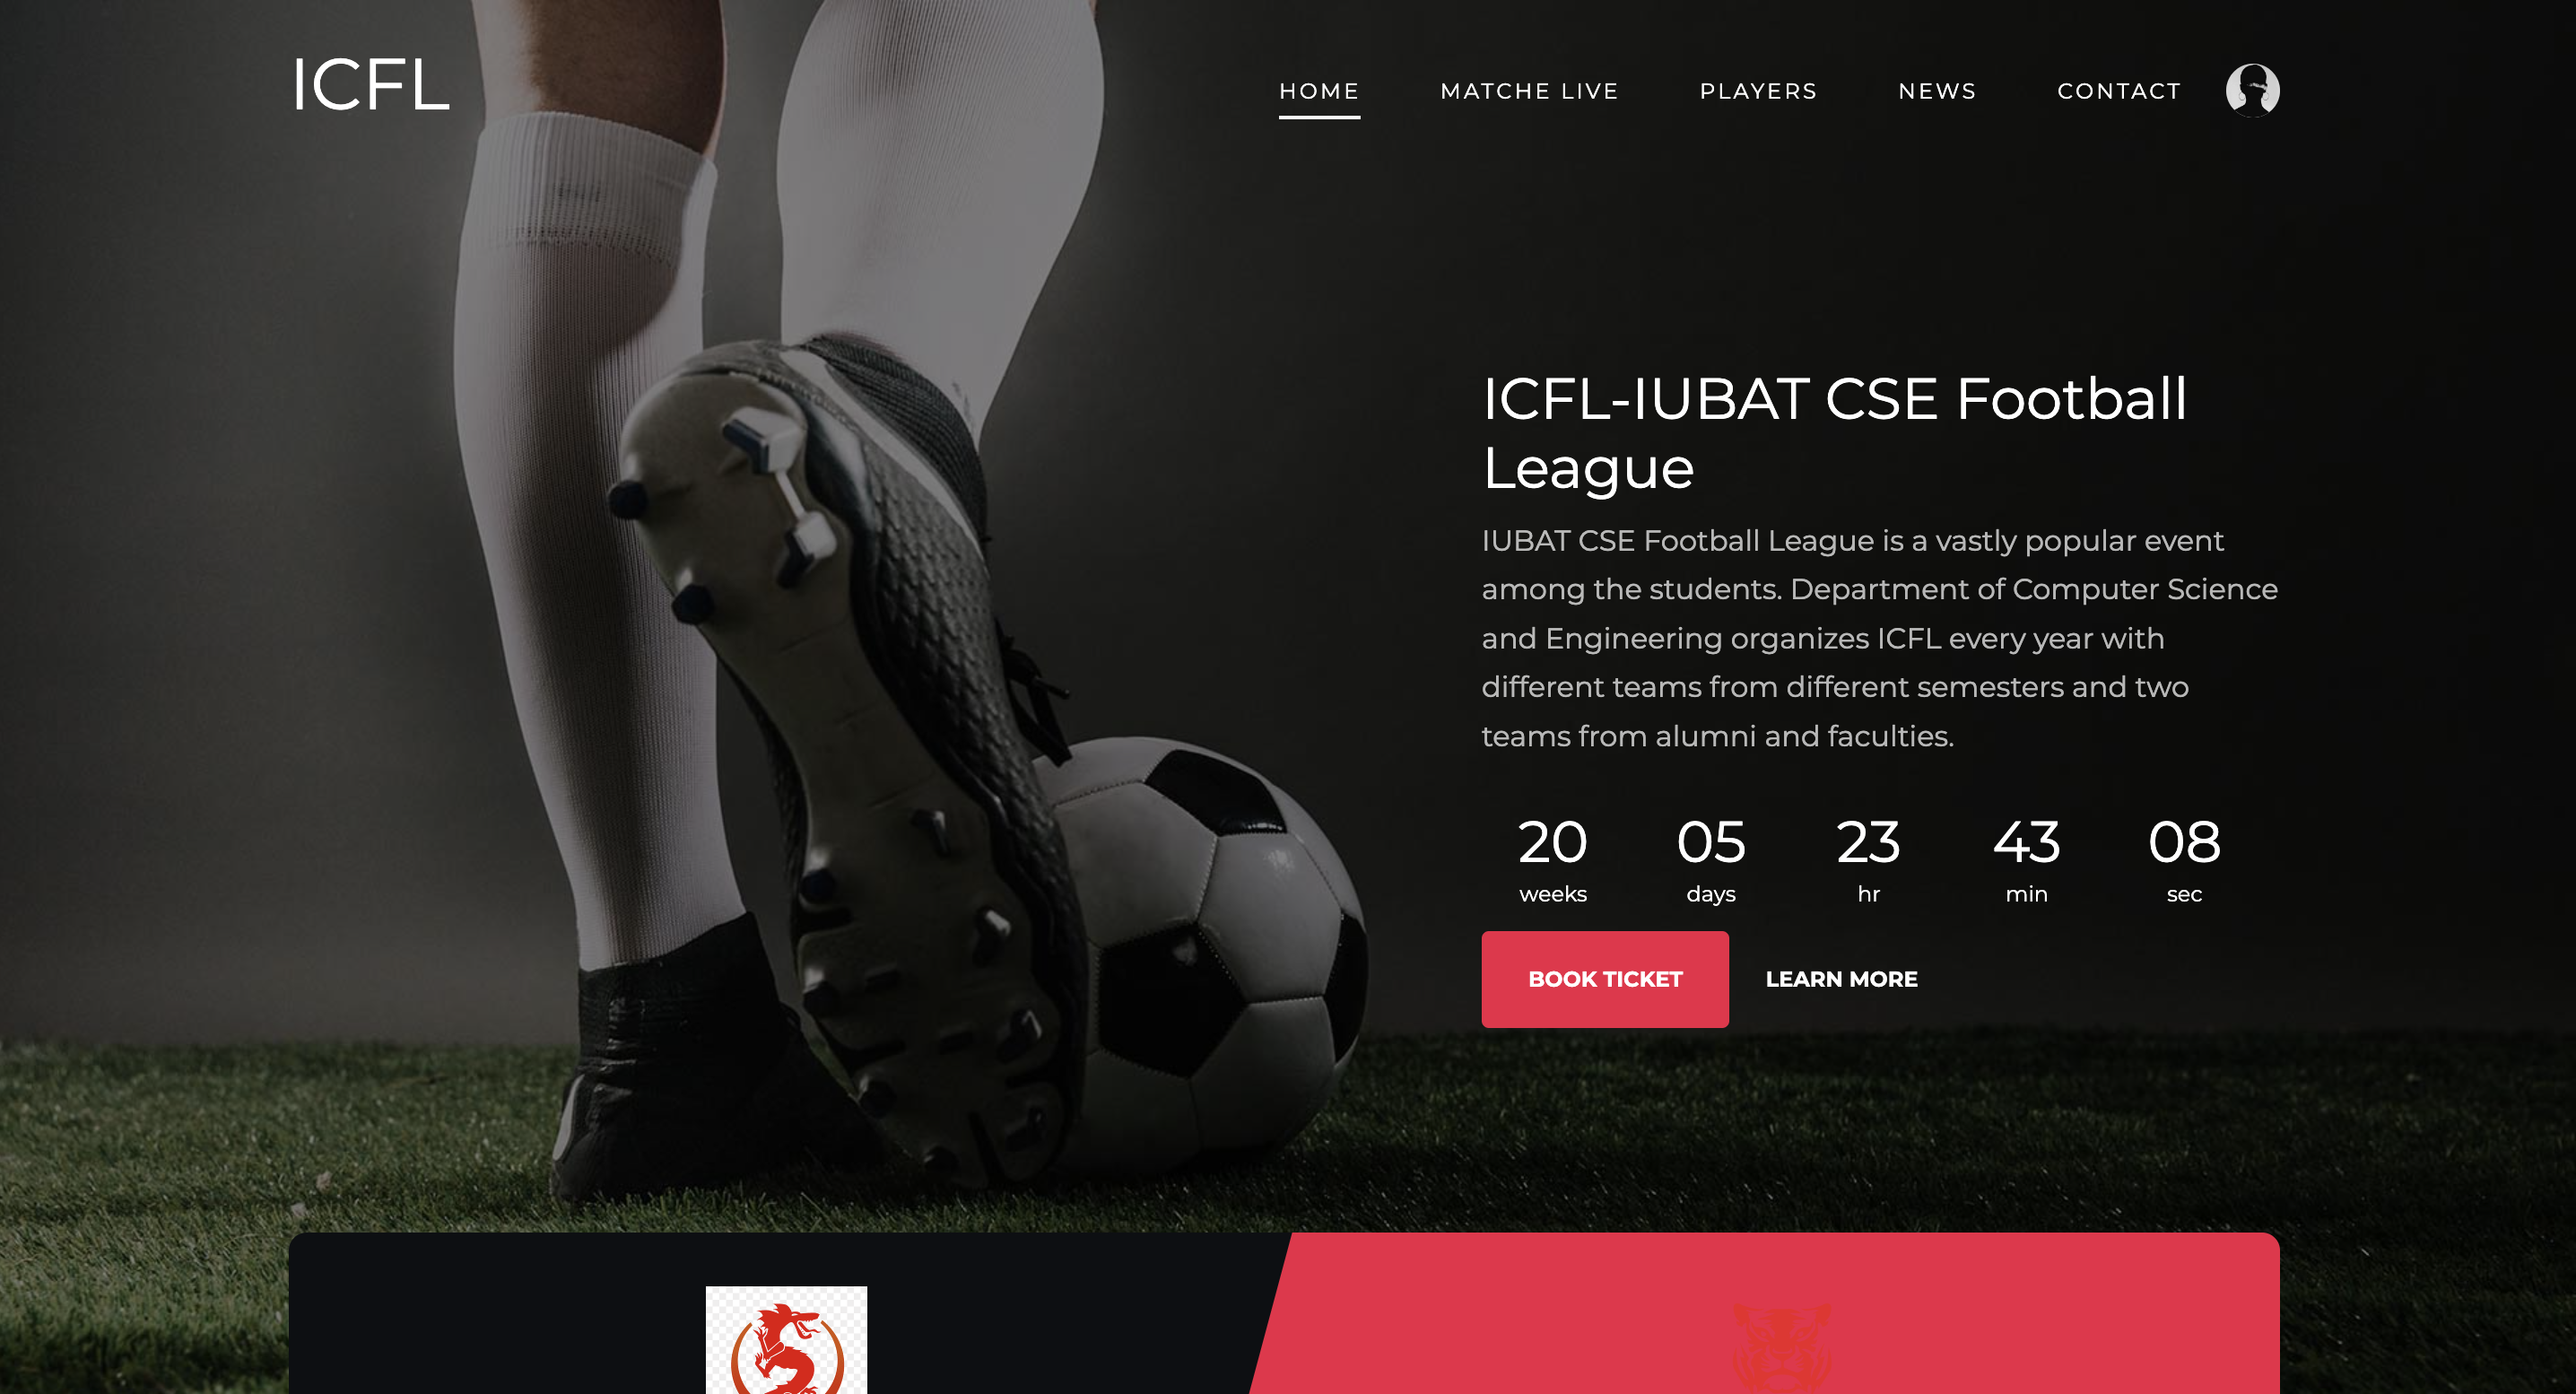 ICFL
HOME MATCHE LIVE PLAYERS NEWS CONTACT
ICFL-IUBAT CSE Football
League
IUBAT CSE Football League is a vastly popular event
among the students. Department of Computer Science
and Engineering organizes ICFL every year with
different teams from different semesters and two
teams from alumni and faculties.
20 05 23 43 08
weeks days hr min sec
BOOK TICKET LEARN MORE